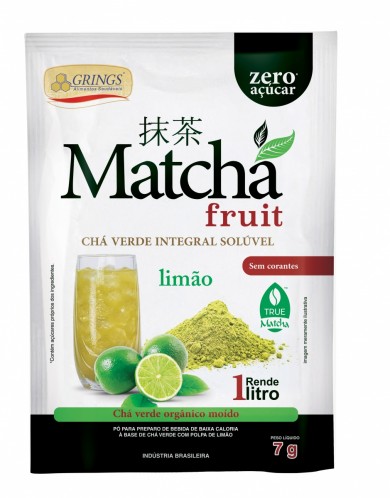 GRINGS
Alimentos Saudáveis
zero
açúcar
抹茶
Matcha
fruit
CHÁ VERDE INTEGRAL SOLÚVEL
limão
Sem corantes
TRUE
Matcha
*Contém açúcares próprios dos ingredientes.
imagem meramente ilustrativa
Rende
1litro
Chá verde orgânico moído
PÓ PARA PREPARO DE BEBIDA DE BAIXA CALORIA
À BASE DE CHÁ VERDE COM POLPA DE LIMÃO
PESO LÍQUIDO
7 g
INDÚSTRIA BRASILEIRA